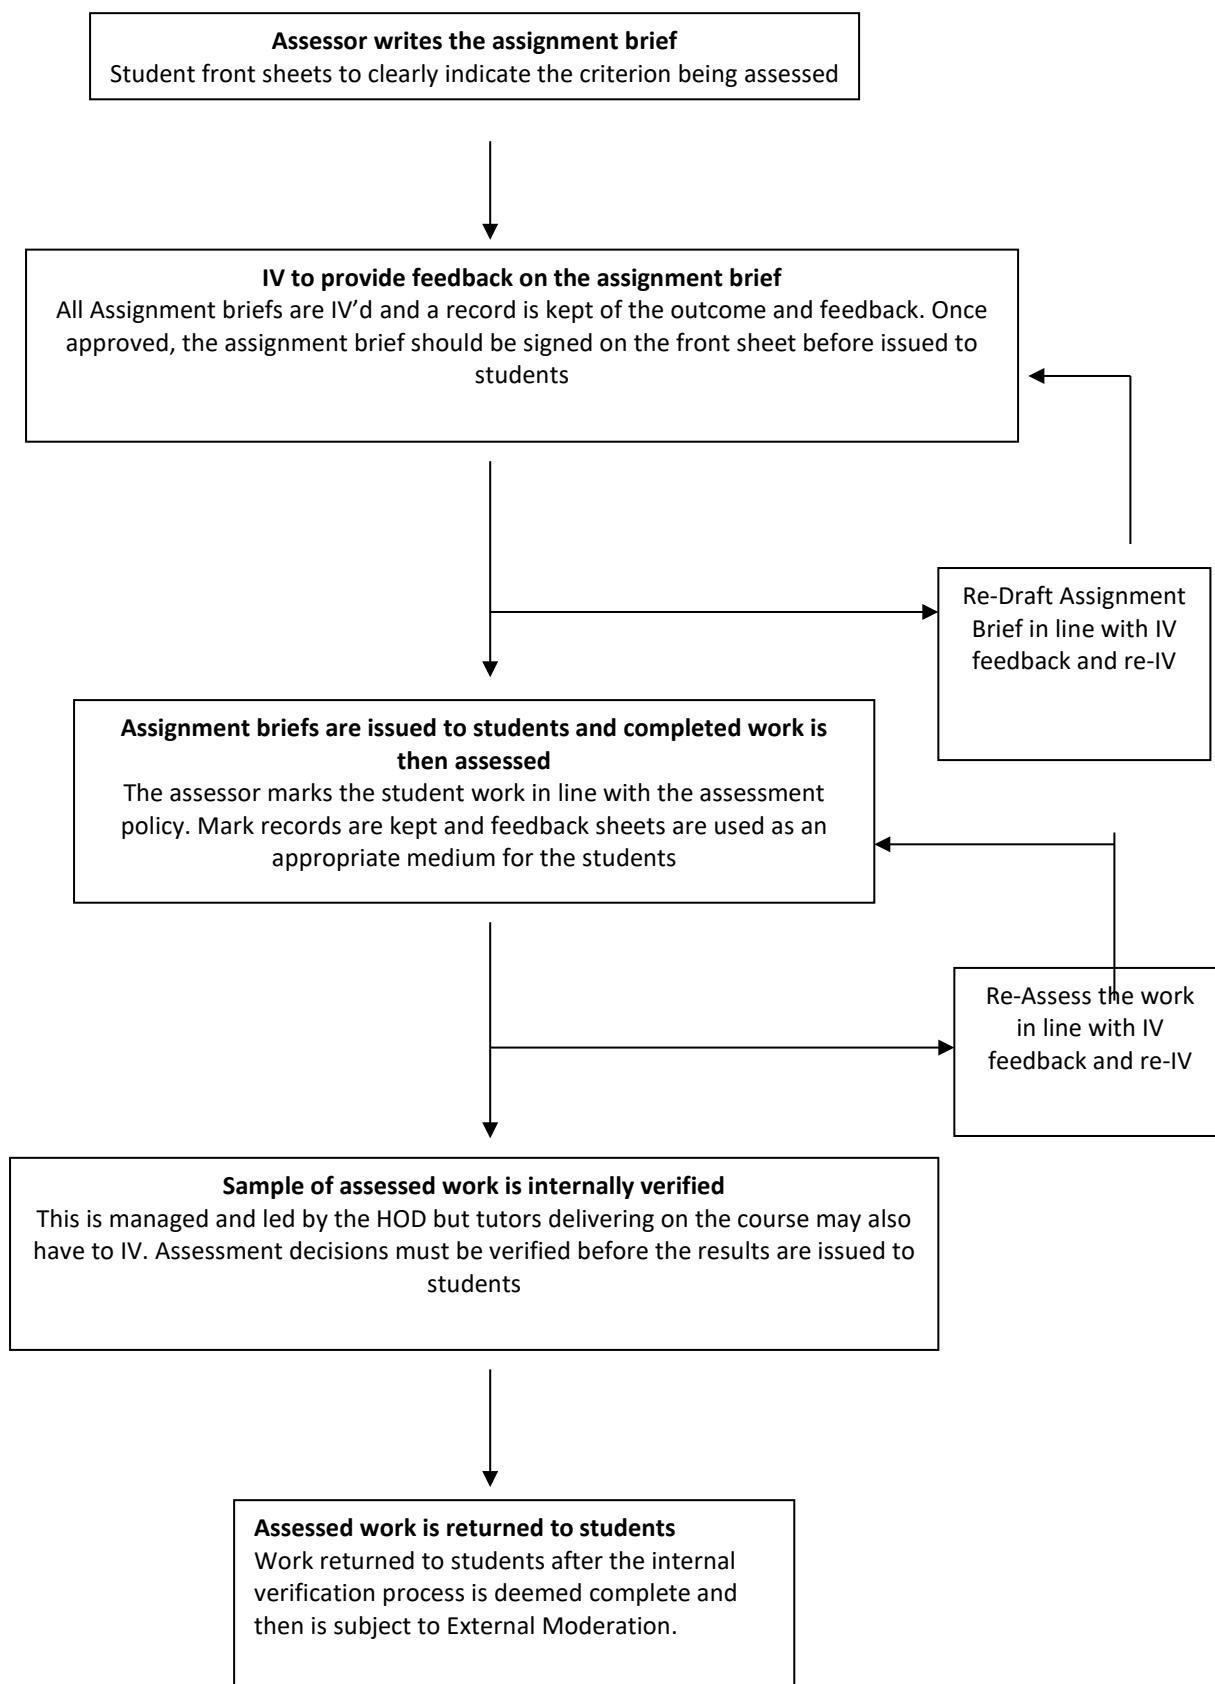 Assessor writes the assignment brief
Student front sheets to clearly indicate the criterion being assessed
IV to provide feedback on the assignment brief
All Assignment briefs are IV’d and a record is kept of the outcome and feedback. Once
approved, the assignment brief should be signed on the front sheet before issued to
students
Re-Draft Assignment
Brief in line with IV
feedback and re-IV
Assignment briefs are issued to students and completed work is
then assessed
The assessor marks the student work in line with the assessment
policy. Mark records are kept and feedback sheets are used as an
appropriate medium for the students
Re-Assess the work
in line with IV
feedback and re-IV
Sample of assessed work is internally verified
This is managed and led by the HOD but tutors delivering on the course may also
have to IV. Assessment decisions must be verified before the results are issued to
students
Assessed work is returned to students
Work returned to students after the internal
verification process is deemed complete and
then is subject to External Moderation.